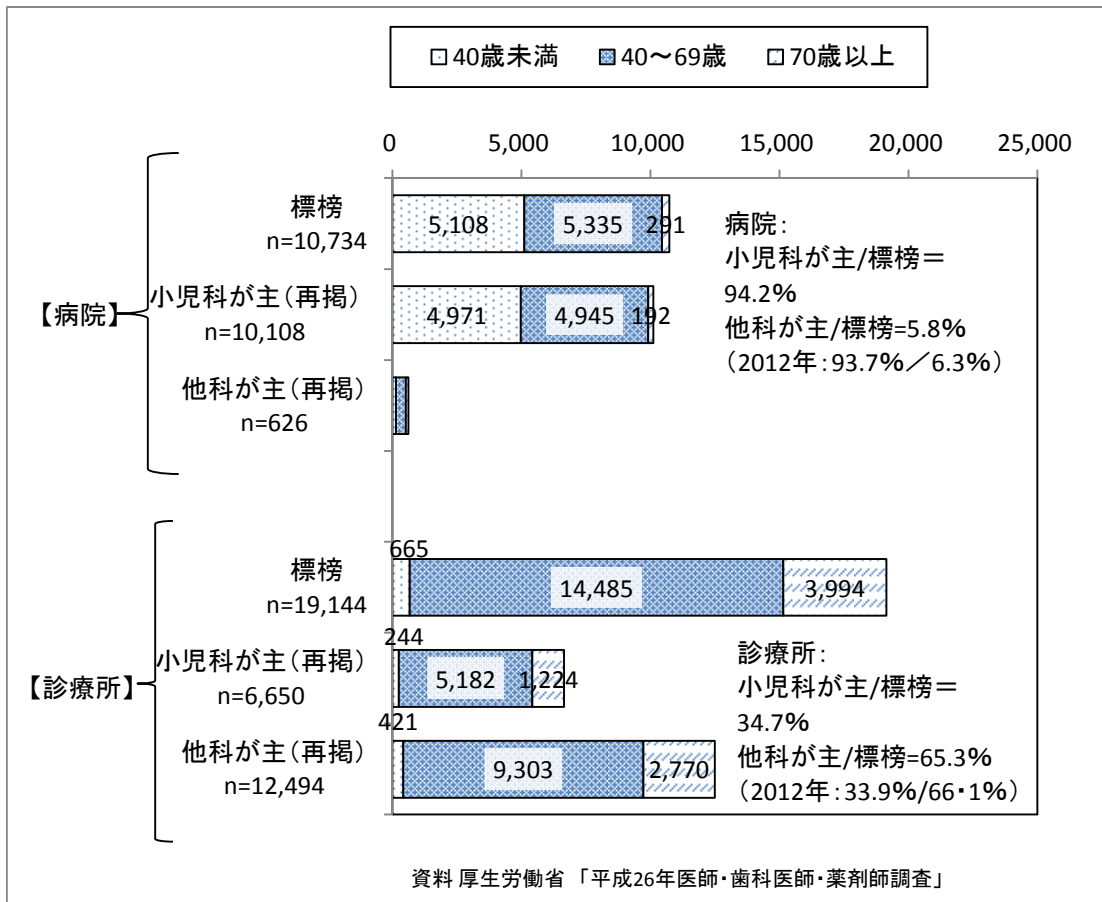 40歳未満 40～69歳 70歳以上
0 5,000 10,000 15,000 20,000 25,000
【病院】
標榜
n=10,734
5,108 5,335 291
小児科が主(再掲)
n=10,108
4,971 4,945 192
他科が主(再掲)
n=626
病院：
小児科が主/標榜＝
94.2%
他科が主/標榜=5.8%
(2012年：93.7%／6.3%)
【診療所】
標榜
n=19,144
665 14,485 3,994
小児科が主(再掲)
n=6,650
244 5,182 1,224
他科が主(再掲)
n=12,494
421 9,303 2,770
診療所：
小児科が主/標榜＝
34.7%
他科が主/標榜=65.3%
(2012年：33.9%/66・1%)
資料 厚生労働省 「平成26年医師・歯科医師・薬剤師調査」